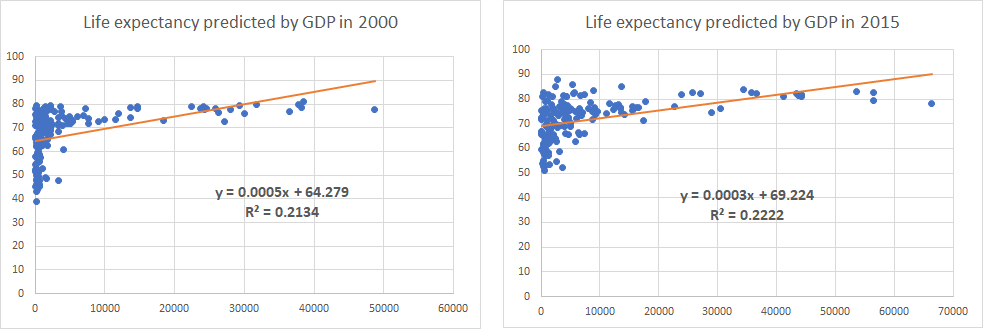 Life expectancy predicted by GDP in 2000
100
90
80
70
60
50
40
30
20
10
0
y = 0.0005x + 64.279
R² = 0.2134
0 10000 20000 30000 40000 50000 60000
Life expectancy predicted by GDP in 2015
100
90
80
70
60
50
40
30
20
10
0
y = 0.0003x + 69.224
R² = 0.2222
0 10000 20000 30000 40000 50000 60000 70000